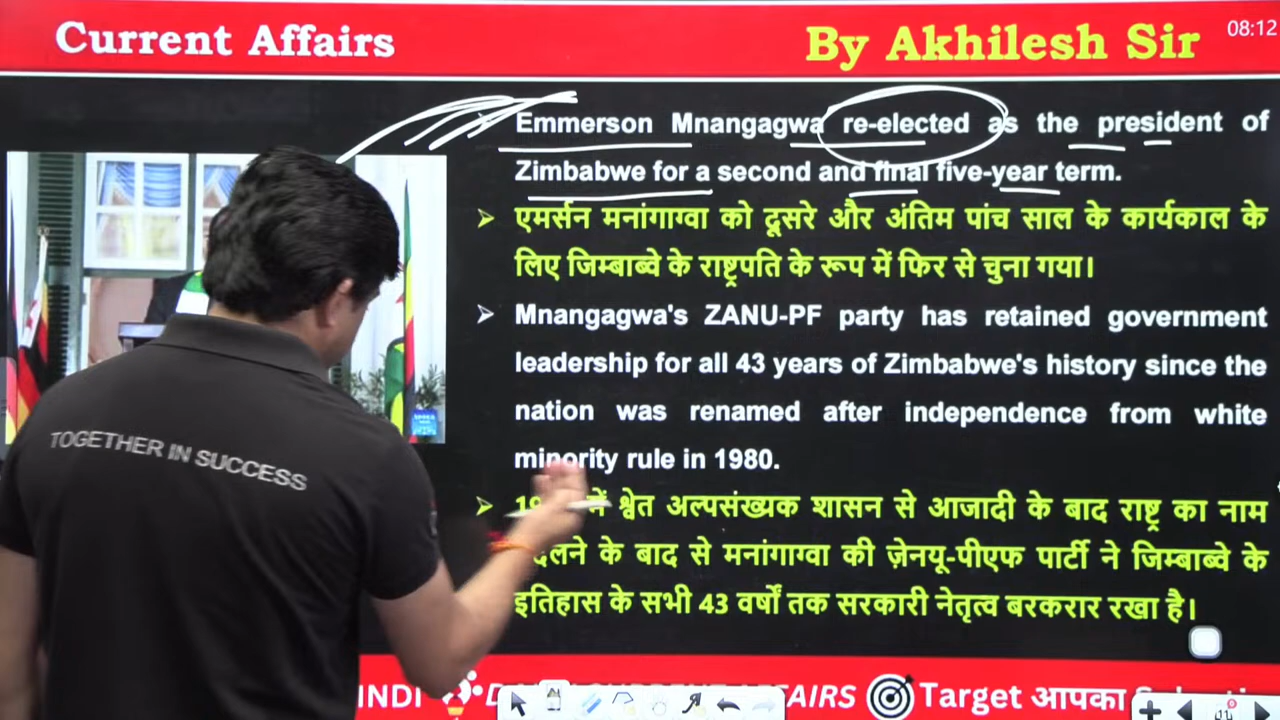 Current Affairs
By Akhilesh Sir
08:12
Emmerson Mnangagwa re-elected as the president of
Zimbabwe for a second and final five-year term.
एमर्सन मनांगाग्वा को दूसरे और अंतिम पांच साल के कार्यकाल के
लिए जिम्बाब्वे के राष्ट्रपति के रूप में फिर से चुना गया।
Mnangagwa's ZANU-PF party has retained government
leadership for all 43 years of Zimbabwe's history since the
nation was renamed after independence from white
minority rule in 1980.
में श्वेत अल्पसंख्यक शासन से आजादी के बाद राष्ट्र का नाम
के बाद से मनांगाग्वा की ज़ेनयू-पीएफ पार्टी ने जिम्बाब्वे के
इतिहास के सभी 43 वर्षों तक सरकारी नेतृत्व बरकरार रखा है।
TOGETHER IN SUCCESS
Target आपका